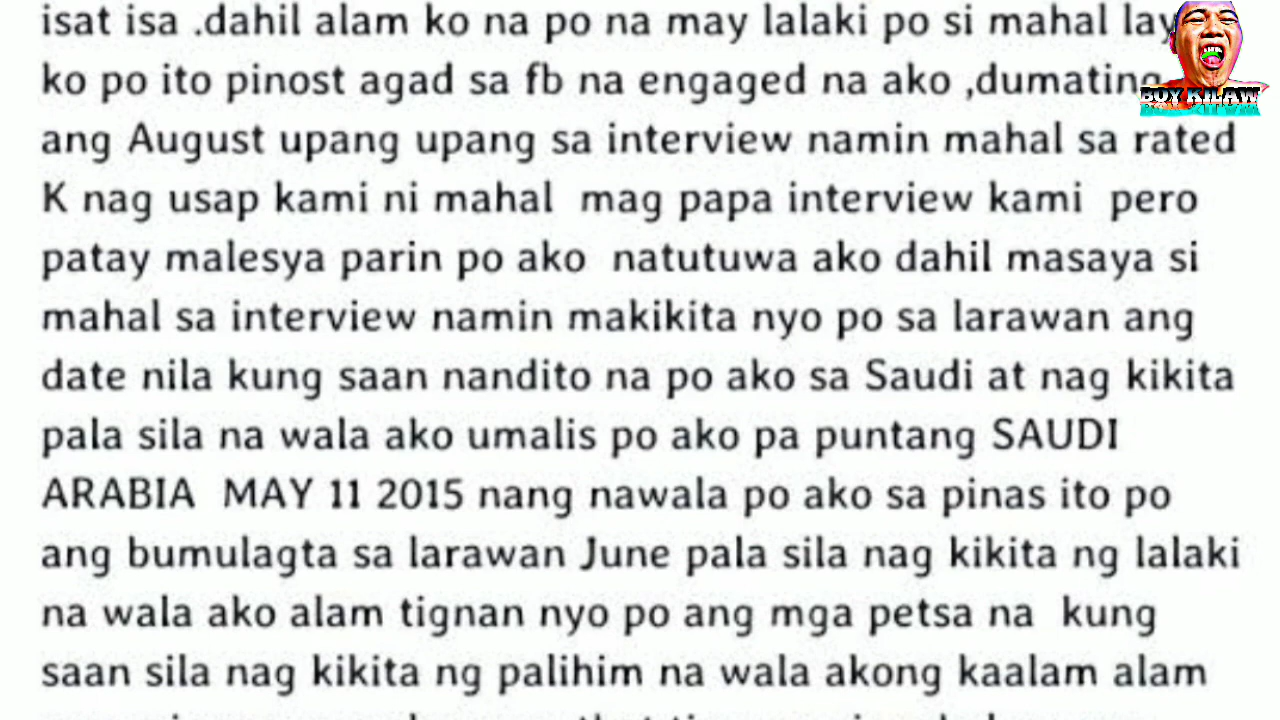 isat isa .dahil alam ko na po na may lalaki po si mahal
ko po ito pinost agad sa fb na engaged na ako ,dumating
BOY KILAW
ang August upang upang sa interview namin mahal sa rated
K nag usap kami ni mahal mag papa interview kami pero
patay malesya parin po ako natutuwa ako dahil masaya si
mahal sa interview namin makikita nyo po sa larawan ang
date nila kung saan nandito na po ako sa Saudi at nag kikita
pala sila na wala ako umalis po ako pa puntang SAUDI
ARABIA MAY 11 2015 nang nawala po ako sa pinas ito po
ang bumulagta sa larawan June pala sila nag kikita ng lalaki
na wala ako alam tignan nyo po ang mga petsa na kung
saan sila nag kikita ng palihim na wala akong kaalam alam